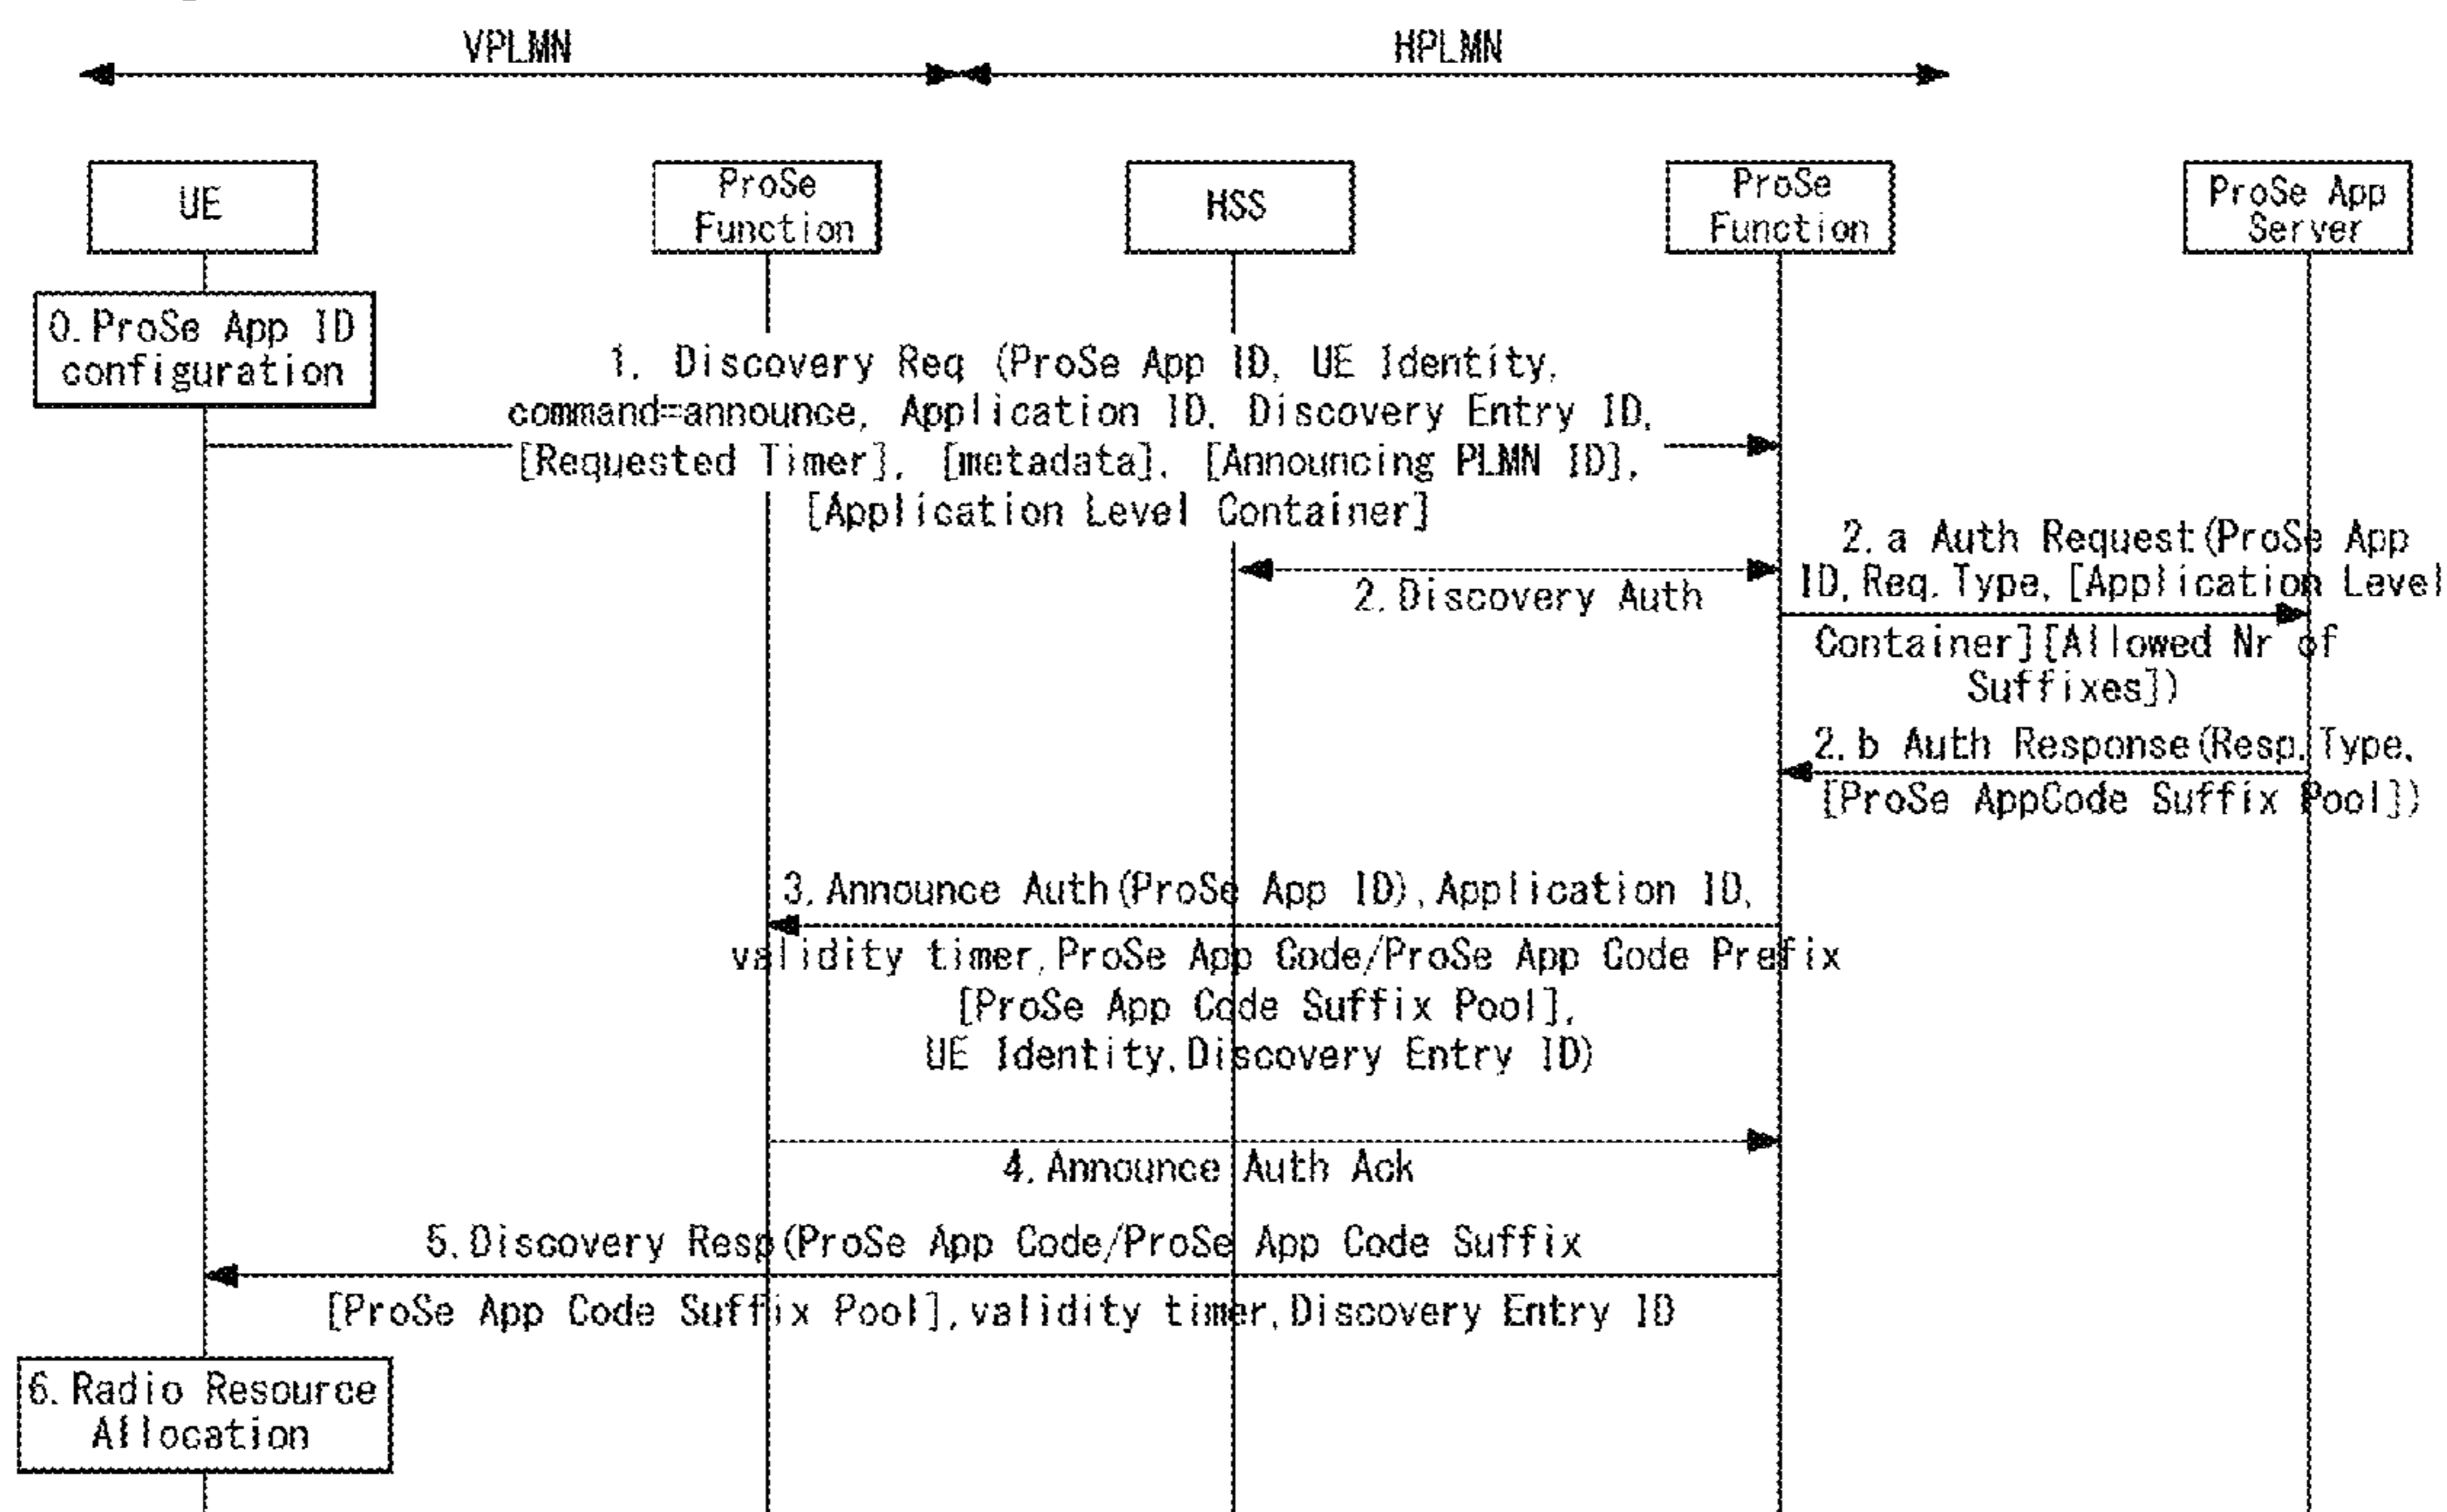 VPLMN
HPLMN
UE
ProSe
Function
HSS
ProSe
Function
ProSe App
Server
0.ProSe App ID
configuration
1. Discovery Req (ProSe App ID, UE Identity,
command=announce, Application ID, Discovery Entry ID,
[Requested Timer], [metadata], [Announcing PLMN ID],
[Application Level Container]
2.Discovery Auth
2.a Auth Request(ProSe App
ID,Req.Type,[Application Level
Container][Allowed Nr of
Suffixes])
2.b Auth Response(Resp.Type,
[ProSe AppCode Suffix Pool])
3.Announce Auth(ProSe App ID),Application ID,
validity timer,ProSe App Code/ProSe App Code Prefix
[ProSe App Code Suffix Pool],
UE Identity,Discovery Entry ID)
4.Announce Auth Ack
5.Discovery Resp(ProSe App Code/ProSe App Code Suffix
[ProSe App Code Suffix Pool],validity timer,Discovery Entry ID
6.Radio Resource
Allocation